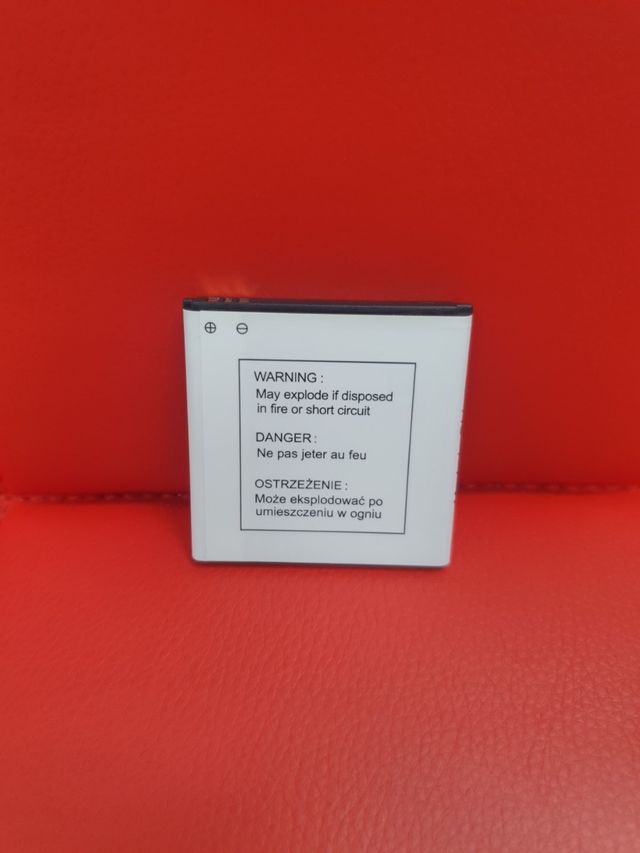 ⊕ ⊖
WARNING :
May explode if disposed
in fire or short circuit
DANGER :
Ne pas jeter au feu
OSTRZEŻENIE :
Może eksplodować po
umieszczeniu w ogniu